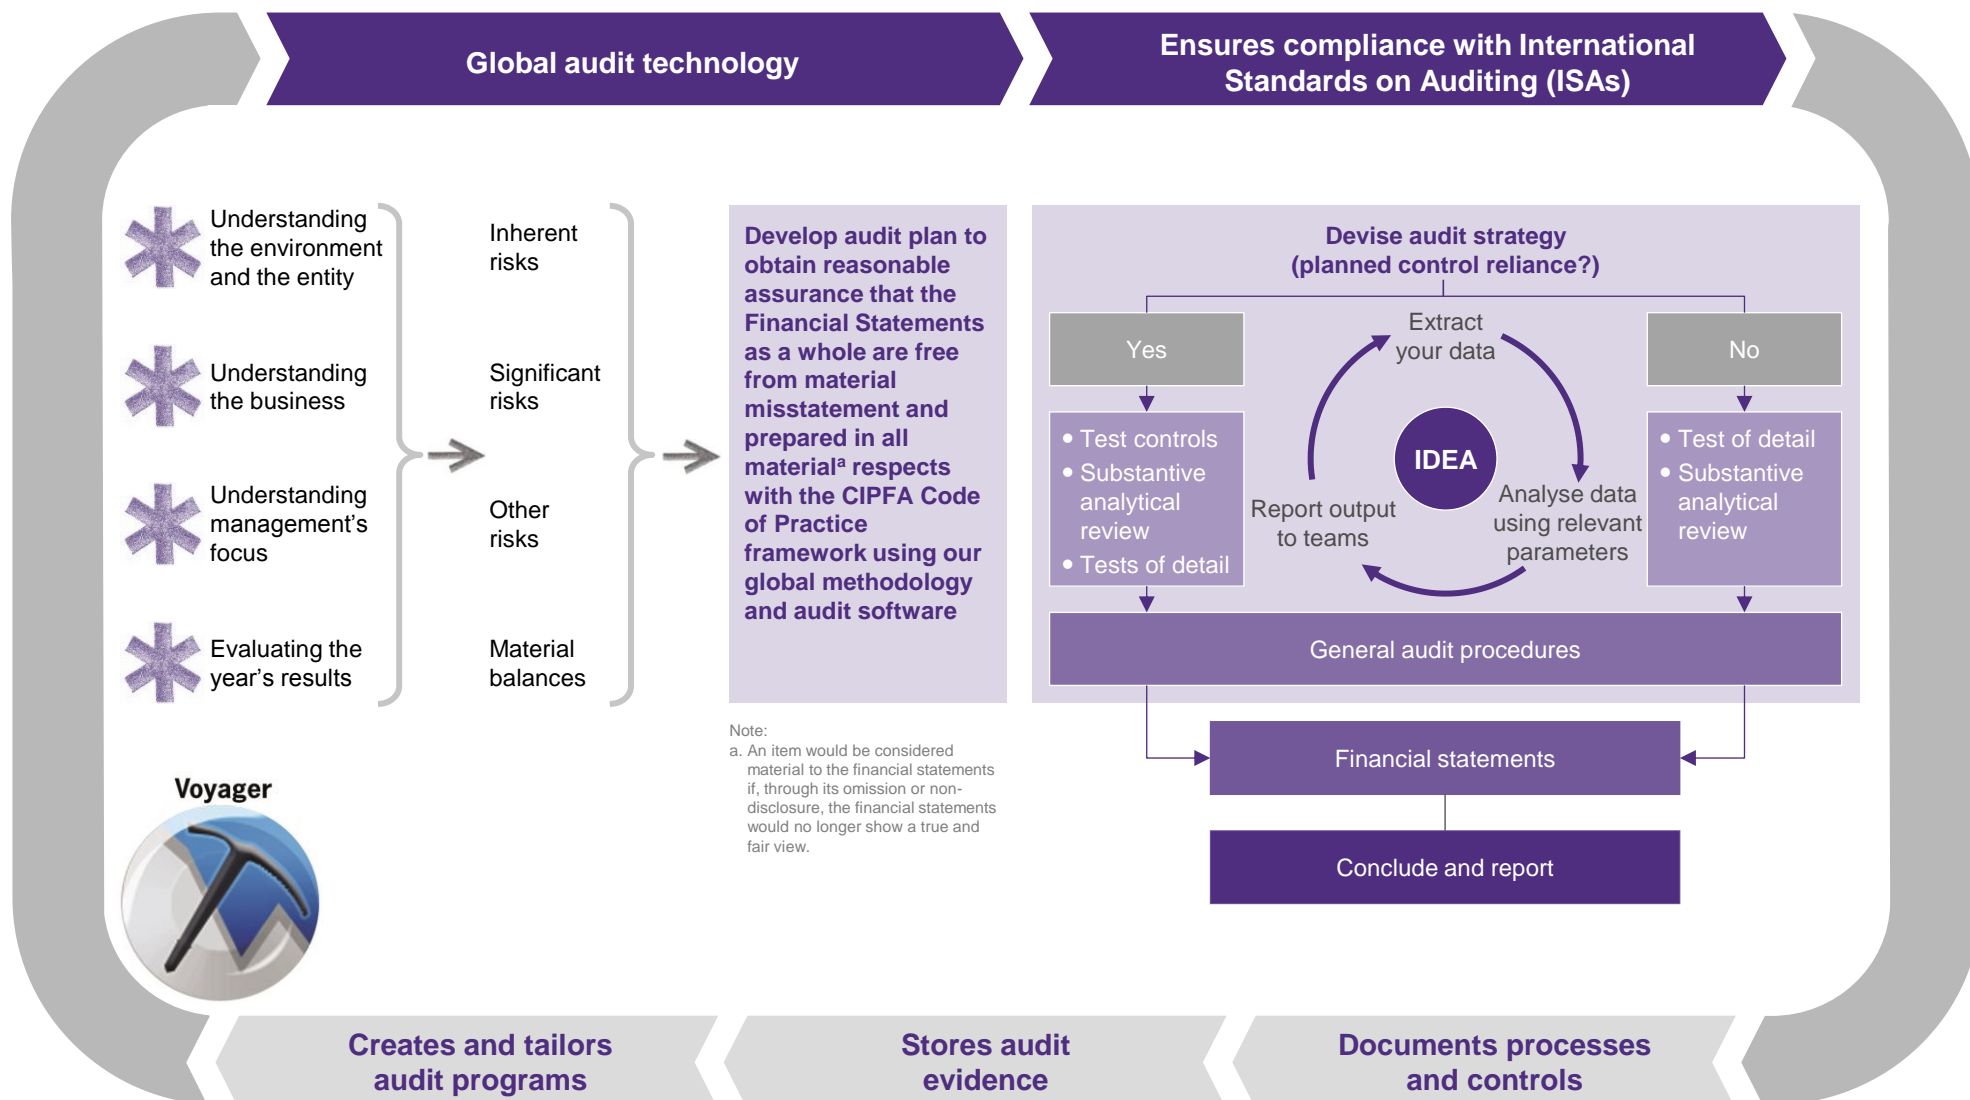 Global audit technology
Ensures compliance with International
Standards on Auditing (ISAs)
Understanding
the environment
and the entity
Understanding
the business
Understanding
management's
focus
Evaluating the
year's results
Inherent
risks
Significant
risks
Other
risks
Material
balances
Develop audit plan to
obtain reasonable
assurance that the
Financial Statements
as a whole are free
from material
misstatement and
prepared in all
materialª respects
with the CIPFA Code
of Practice
framework using our
global methodology
and audit software
Note:
a. An item would be considered
material to the financial statements
if, through its omission or non-
disclosure, the financial statements
would no longer show a true and
fair view.
Devise audit strategy
(planned control reliance?)
Yes
• Test controls
• Substantive
analytical
review
• Tests of detail
Extract
your data
IDEA
Analyse data
using relevant
parameters
Report output
to teams
No
• Test of detail
• Substantive
analytical
review
General audit procedures
Financial statements
Conclude and report
Voyager
Creates and tailors
audit programs
Stores audit
evidence
Documents processes
and controls